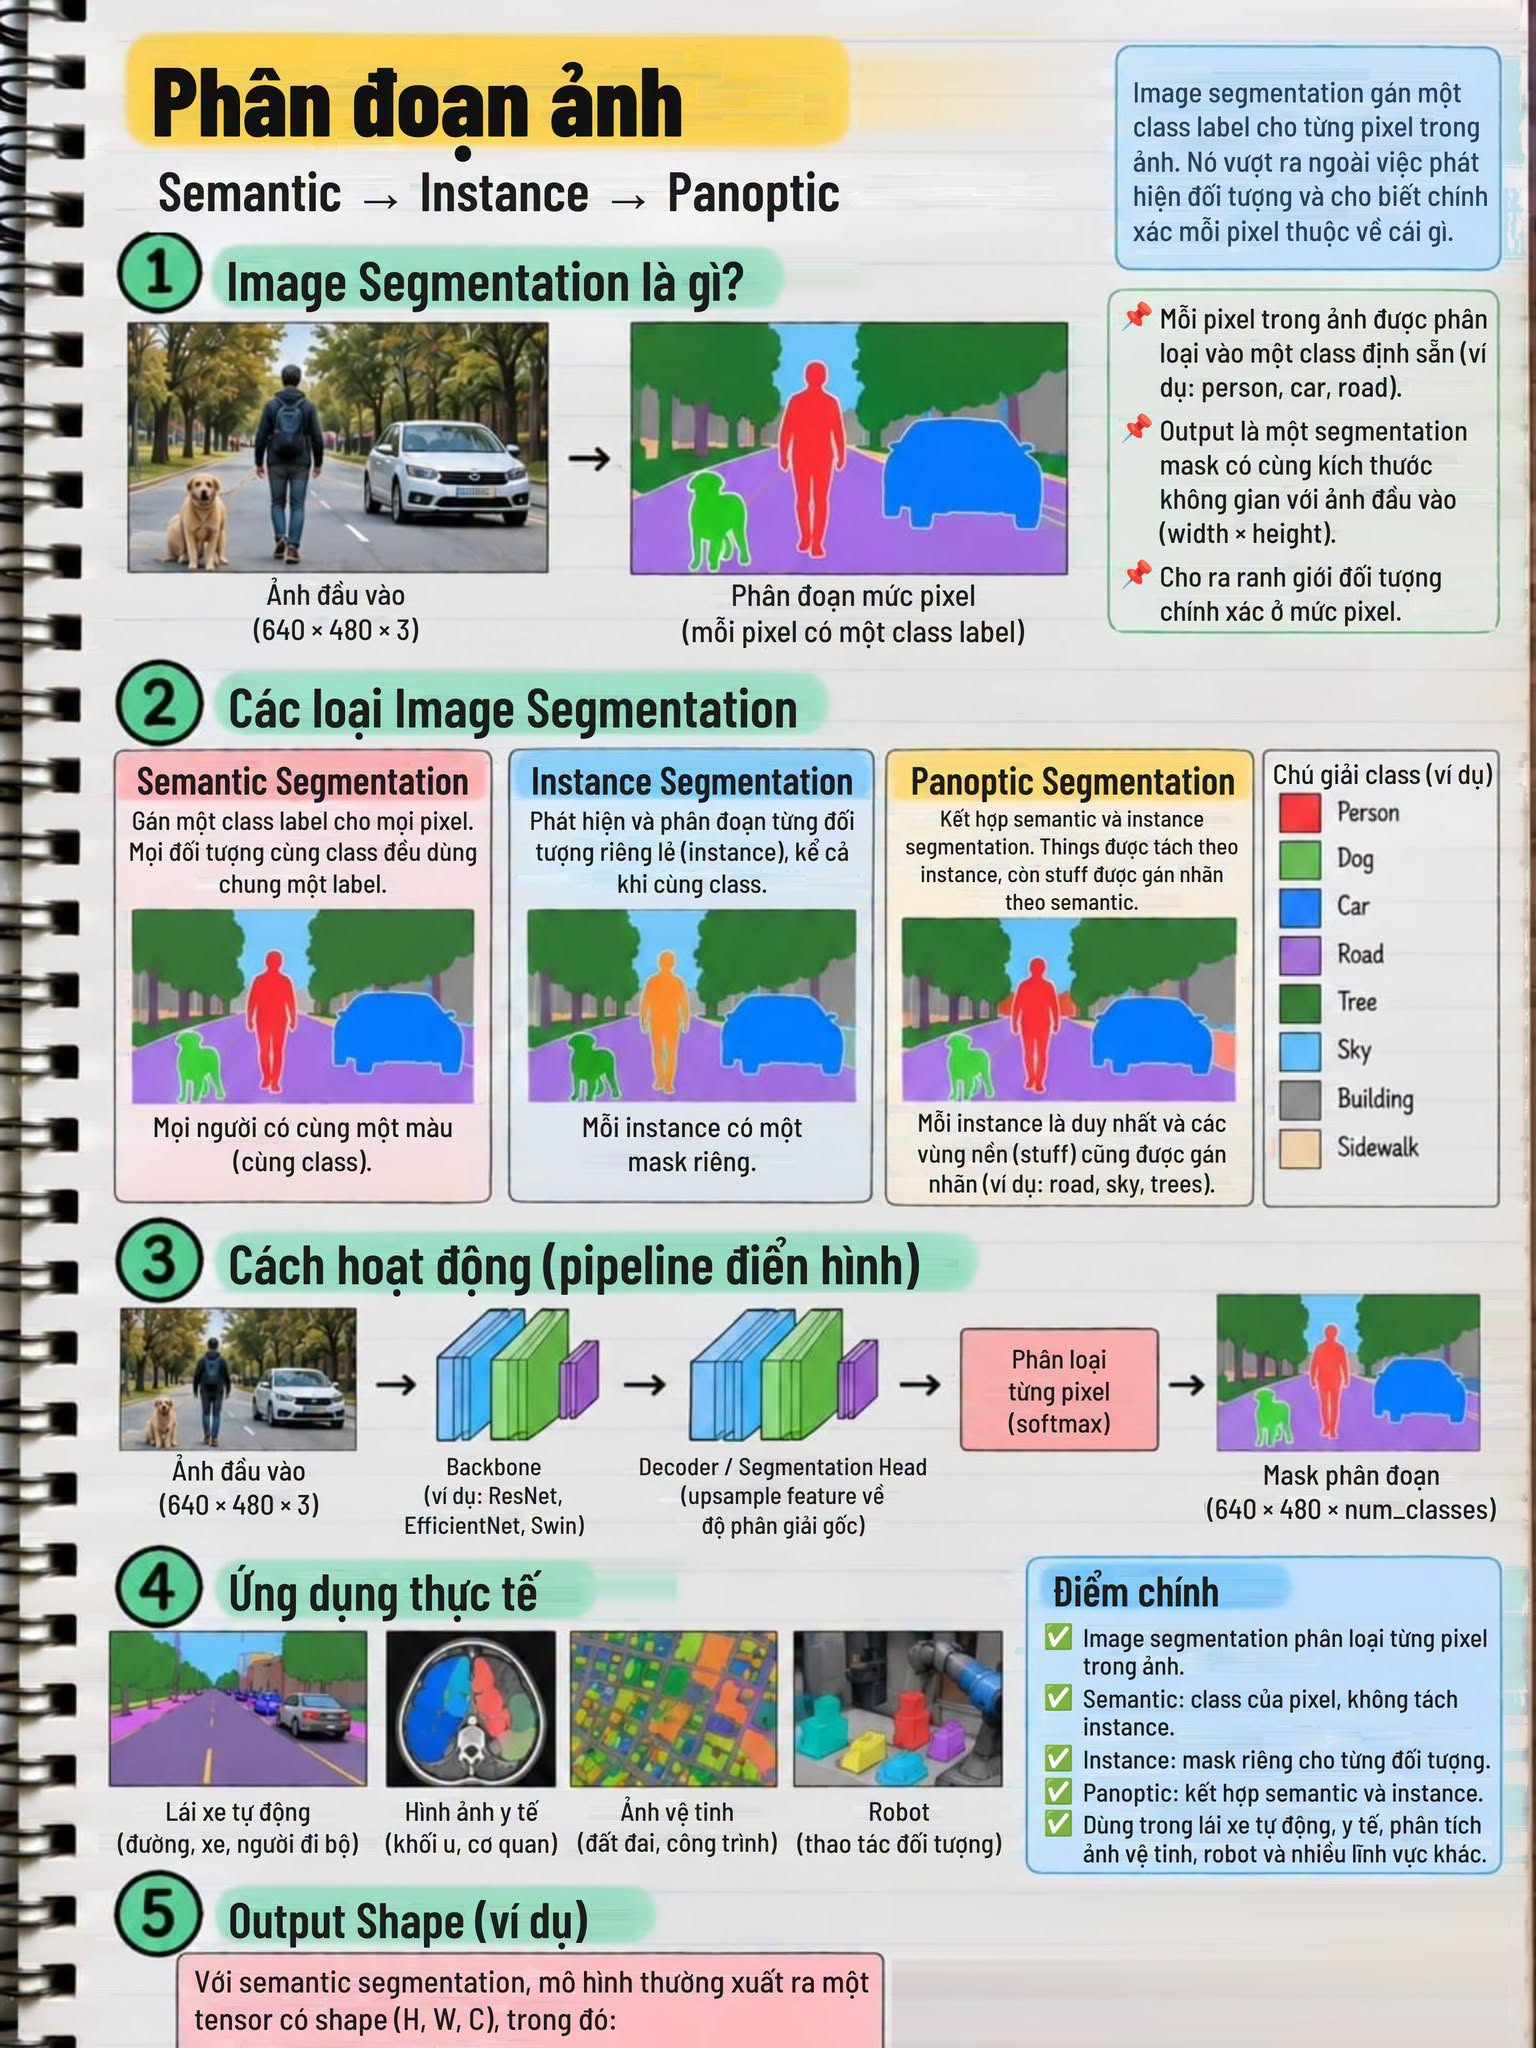 Phân đoạn ảnh
Semantic → Instance → Panoptic
Image segmentation gán một
class label cho từng pixel trong
ảnh. Nó vượt ra ngoài việc phát
hiện đối tượng và cho biết chính
xác mỗi pixel thuộc về cái gì.
1 Image Segmentation là gì?
Ảnh đầu vào
(640 × 480 × 3)
Phân đoạn mức pixel
(mỗi pixel có một class label)
📌 Mỗi pixel trong ảnh được phân
loại vào một class định sẵn (ví
dụ: person, car, road).
📌 Output là một segmentation
mask có cùng kích thước
không gian với ảnh đầu vào
(width × height).
📌 Cho ra ranh giới đối tượng
chính xác ở mức pixel.
2 Các loại Image Segmentation
Semantic Segmentation
Gán một class label cho mọi pixel.
Mọi đối tượng cùng class đều dùng
chung một label.
Mọi người có cùng một màu
(cùng class).
Instance Segmentation
Phát hiện và phân đoạn từng đối
tượng riêng lẻ (instance), kể cả
khi cùng class.
Mỗi instance có một
mask riêng.
Panoptic Segmentation
Kết hợp semantic và instance
segmentation. Things được tách theo
instance, còn stuff được gán nhãn
theo semantic.
Mỗi instance là duy nhất và các
vùng nền (stuff) cũng được gán
nhãn (ví dụ: road, sky, trees).
Chú giải class (ví dụ)
Person
Dog
Car
Road
Tree
Sky
Building
Sidewalk
3 Cách hoạt động (pipeline điển hình)
Ảnh đầu vào
(640 × 480 × 3)
Backbone
(ví dụ: ResNet,
EfficientNet, Swin)
Decoder / Segmentation Head
(upsample feature về
độ phân giải gốc)
Phân loại
từng pixel
(softmax)
Mask phân đoạn
(640 × 480 × num_classes)
4 Ứng dụng thực tế
Lái xe tự động
(đường, xe, người đi bộ)
Hình ảnh y tế
(khối u, cơ quan)
Ảnh vệ tinh
(đất đai, công trình)
Robot
(thao tác đối tượng)
Điểm chính
✅ Image segmentation phân loại từng pixel
trong ảnh.
✅ Semantic: class của pixel, không tách
instance.
✅ Instance: mask riêng cho từng đối tượng.
✅ Panoptic: kết hợp semantic và instance.
✅ Dùng trong lái xe tự động, y tế, phân tích
ảnh vệ tinh, robot và nhiều lĩnh vực khác.
5 Output Shape (ví dụ)
Với semantic segmentation, mô hình thường xuất ra một
tensor có shape (H, W, C), trong đó: